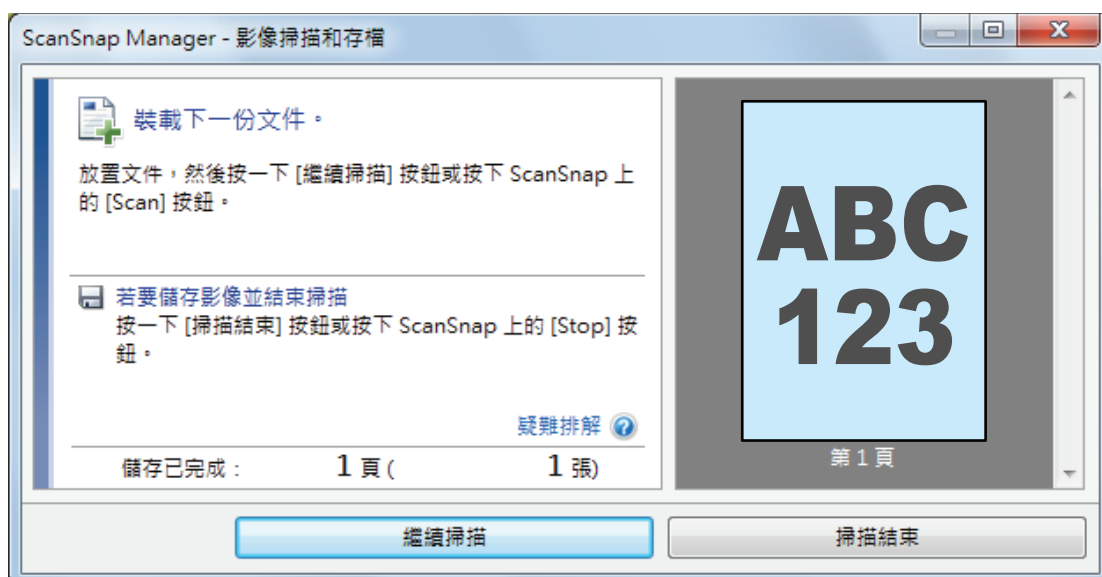 ScanSnap Manager - 影像掃描和存檔
裝載下一份文件。
放置文件，然後按一下 [繼續掃描] 按鈕或按下 ScanSnap 上
的 [Scan] 按鈕。
若要儲存影像並結束掃描
按一下 [掃描結束] 按鈕或按下 ScanSnap 上的 [Stop] 按
鈕。
疑難排解
儲存已完成： 1 頁 ( 1 張)
ABC
123
第 1 頁
繼續掃描
掃描結束